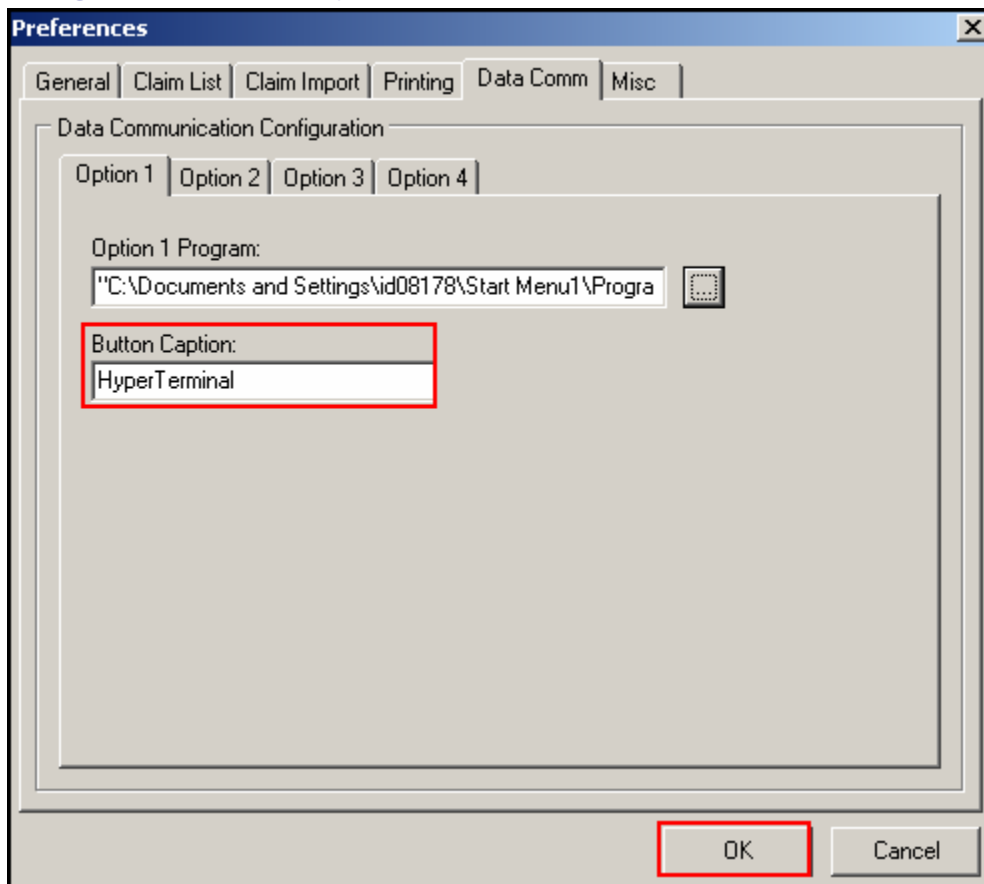 Preferences
General Claim List Claim Import Printing Data Comm Misc
Data Communication Configuration
Option 1 Option 2 Option 3 Option 4
Option 1 Program:
"C:\Documents and Settings\id08178\Start Menu1\Progra ...
Button Caption:
HyperTerminal
OK Cancel